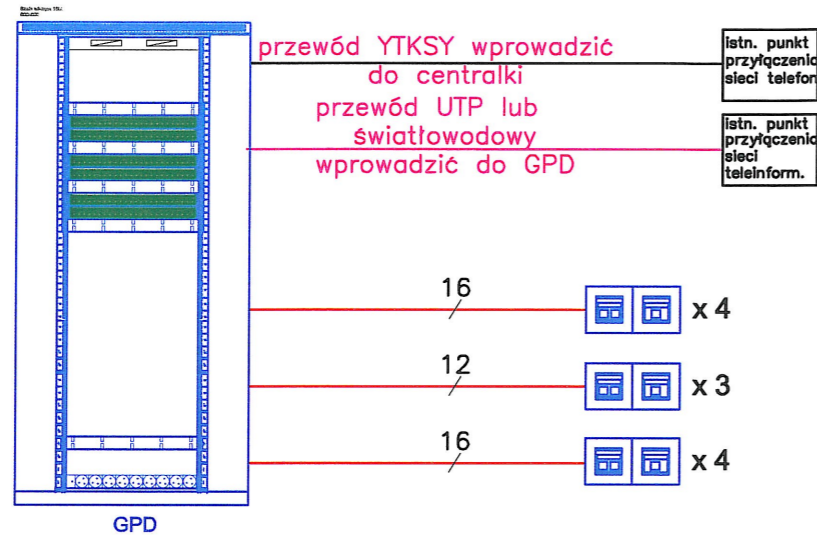 przewód YTKSY wprowadzić
do centralki
istn. punkt
przyłączenia
sieci telefon
przewód UTP lub
światłowodowy
wprowadzić do GPD
istn. punkt
przyłączenia
sieci
teleinform.
16
x 4
12
x 3
16
x 4
GPD